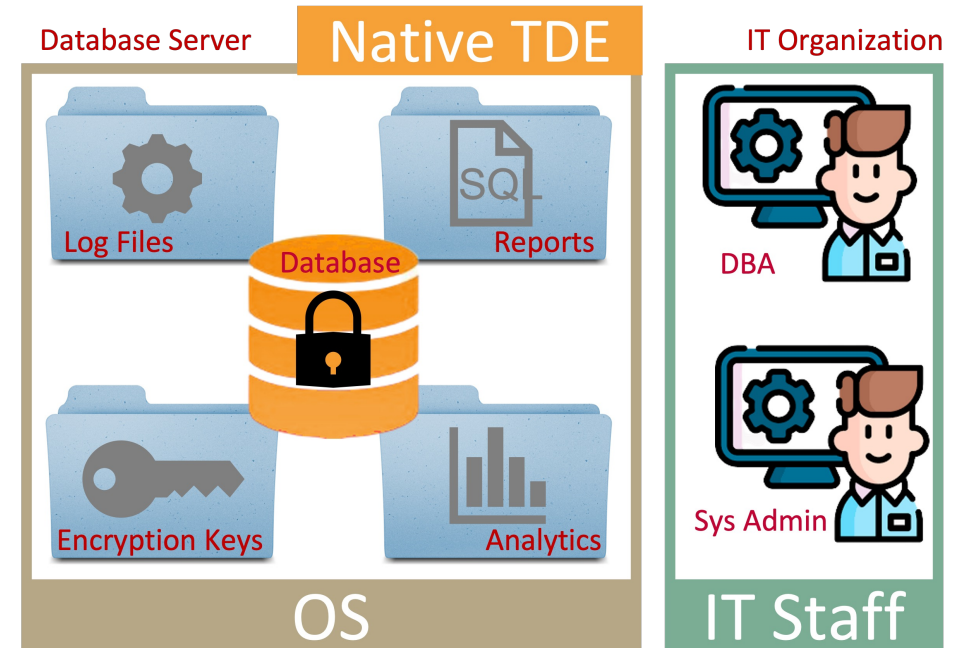 Database Server
Native TDE
IT Organization
Log Files
SQL
Reports
Database
DBA
Encryption Keys
Analytics
Sys Admin
OS
IT Staff